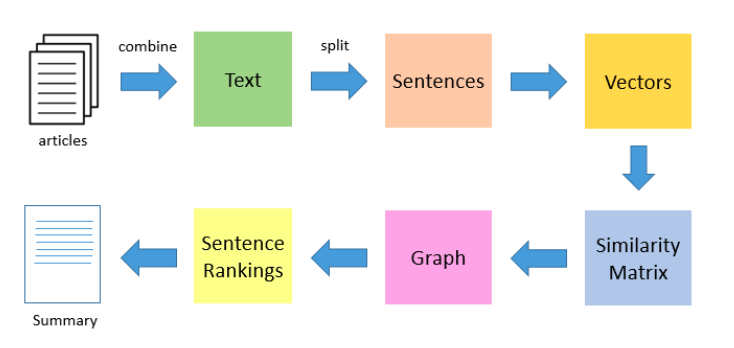 combine
split
Text
Sentences
Vectors
articles
Sentence
Rankings
Graph
Similarity
Matrix
Summary